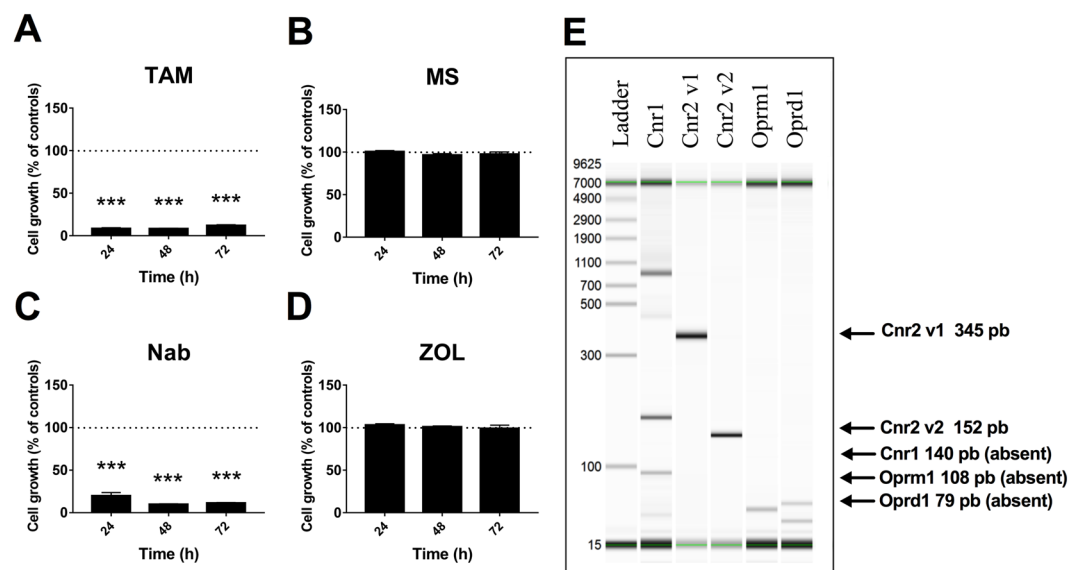 A
TAM
Cell growth (% of controls)
150
100
50
0
***
***
***
24
48
72
Time (h)
B
MS
Cell growth (% of controls)
150
100
50
0
24
48
72
Time (h)
C
Nab
Cell growth (% of controls)
150
100
50
0
***
***
***
24
48
72
Time (h)
D
ZOL
Cell growth (% of controls)
150
100
50
0
24
48
72
Time (h)
E
Ladder
Cnr1
Cnr2 v1
Cnr2 v2
Oprm1
Oprd1
9625
7000
4900
2900
1900
1100
700
500
300
100
15
Cnr2 v1 345 pb
Cnr2 v2 152 pb
Cnr1 140 pb (absent)
Oprm1 108 pb (absent)
Oprd1 79 pb (absent)